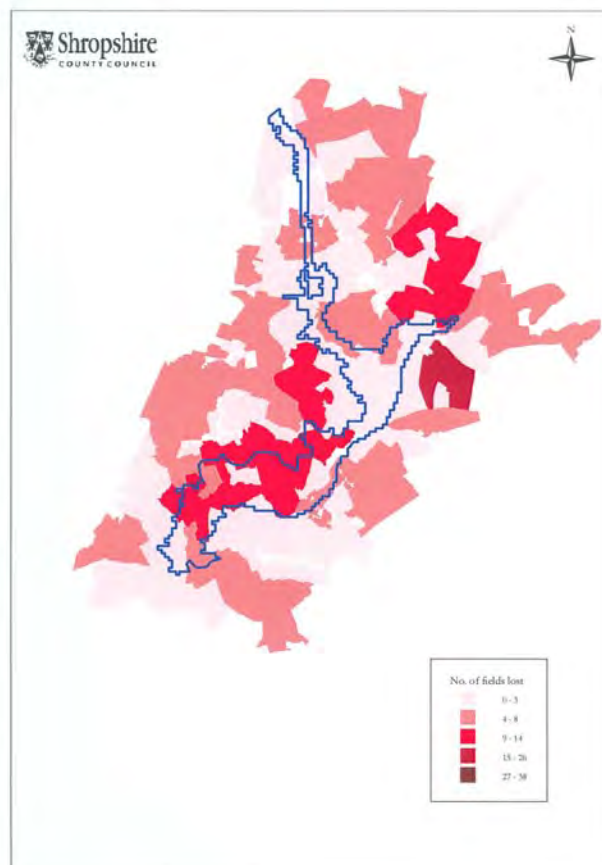 Shropshire
COUNTY COUNCIL
N
No. of fields lost
0 - 3
4 - 8
9 - 14
15 - 26
27 - 38